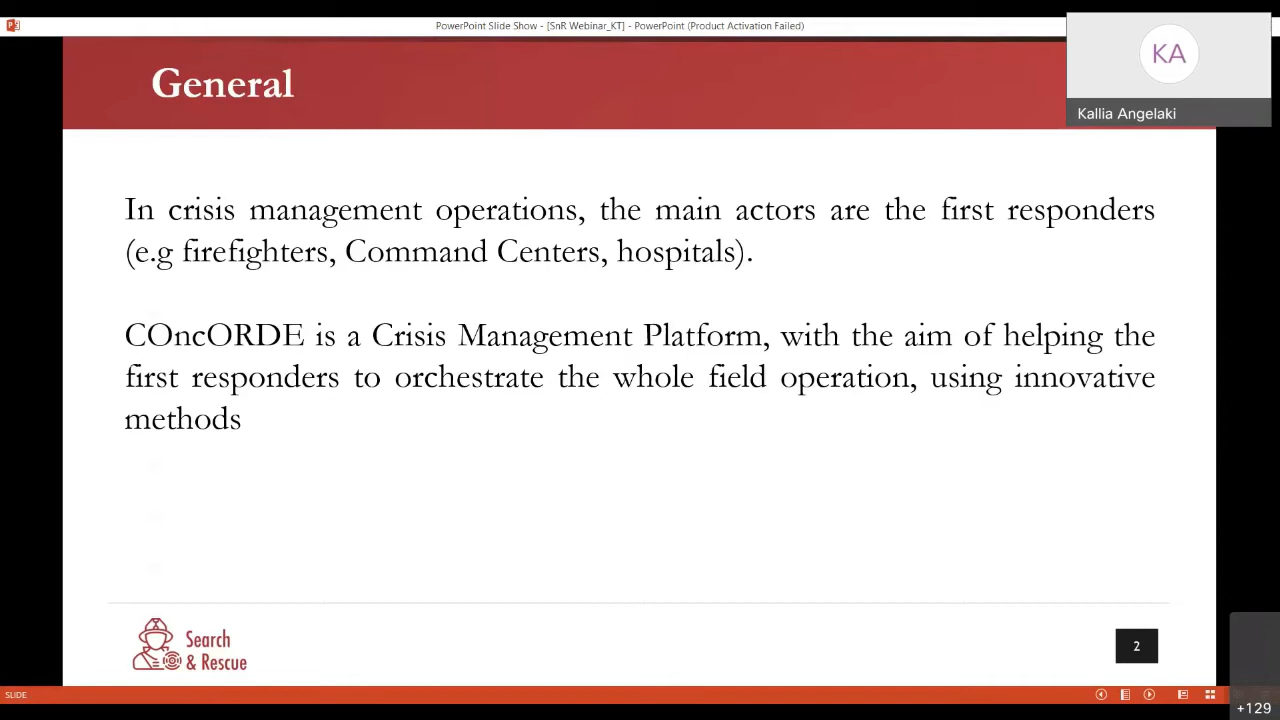 PowerPoint Slide Show - [SnR Webinar_KT] - PowerPoint (Product Activation Failed)
General
KA
Kallia Angelaki
In crisis management operations, the main actors are the first responders
(e.g firefighters, Command Centers, hospitals).
COncORDE is a Crisis Management Platform, with the aim of helping the
first responders to orchestrate the whole field operation, using innovative
methods
Search
& Rescue
2
SLIDE
+129